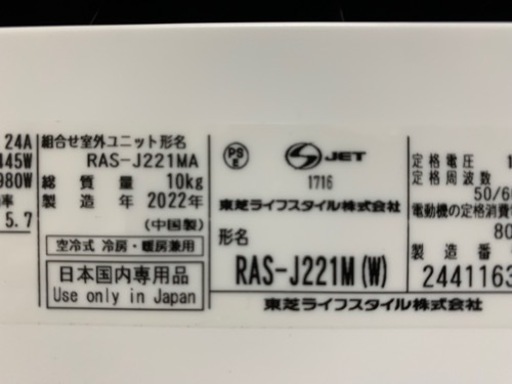 24A
445W
980W
率
5.7
組合せ室外ユニット形名
RAS-J221MA
総質量 10kg
製造年 2022年
(中国製)
空冷式 冷房・暖房兼用
日本国内専用品
Use only in Japan
PS
E
JET
1716
東芝ライフスタイル株式会社
形名
RAS-J221M(W)
東芝ライフスタイル株式会社
定格電圧 1
定格周波数
50/6
電動機の定格消費
80
製造番
2441163